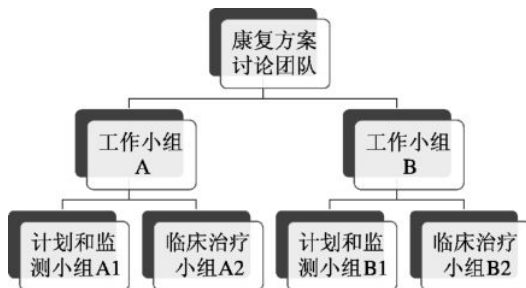 康复方案
讨论团队
工作小组
A
工作小组
B
计划和监
测小组A1
临床治疗
小组A2
计划和监
测小组B1
临床治疗
小组B2